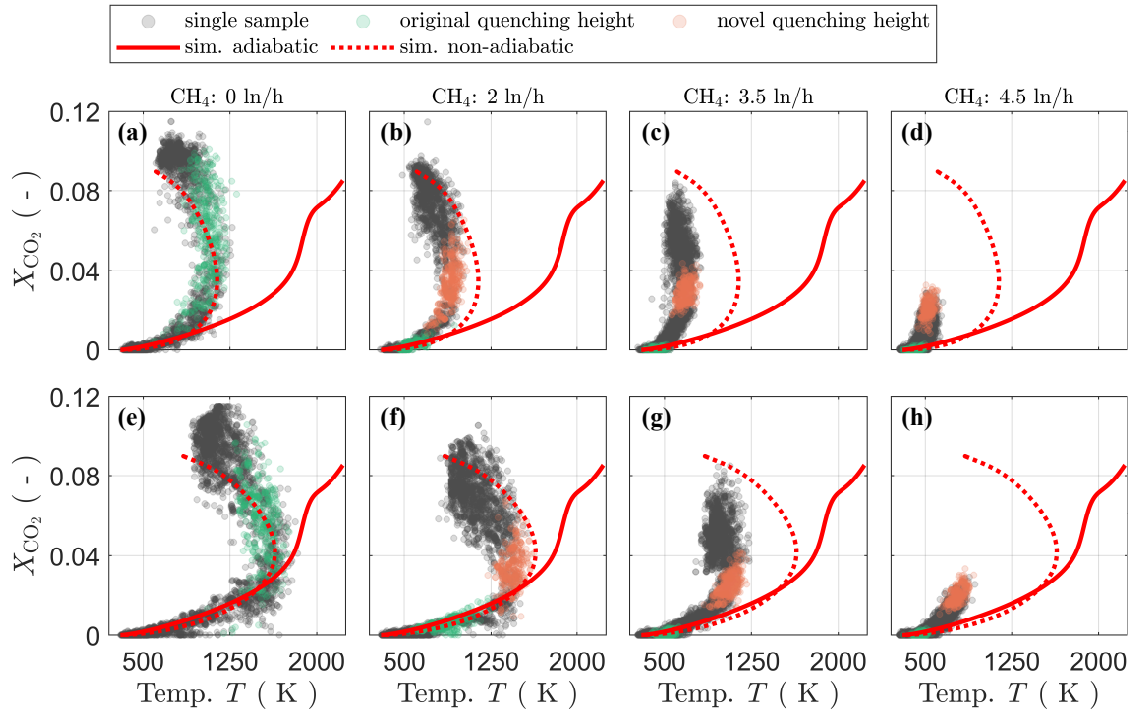 single sample original quenching height novel quenching height
sim. adiabatic sim. non-adiabatic
CH₄: 0 ln/h CH₄: 2 ln/h CH₄: 3.5 ln/h CH₄: 4.5 ln/h
(a) (b) (c) (d)
0.12
0.08
0.04
0
X_CO₂ ( - )
(e) (f) (g) (h)
0.12
0.08
0.04
0
X_CO₂ ( - )
500 1250 2000 500 1250 2000 500 1250 2000 500 1250 2000
Temp. T ( K ) Temp. T ( K ) Temp. T ( K ) Temp. T ( K )